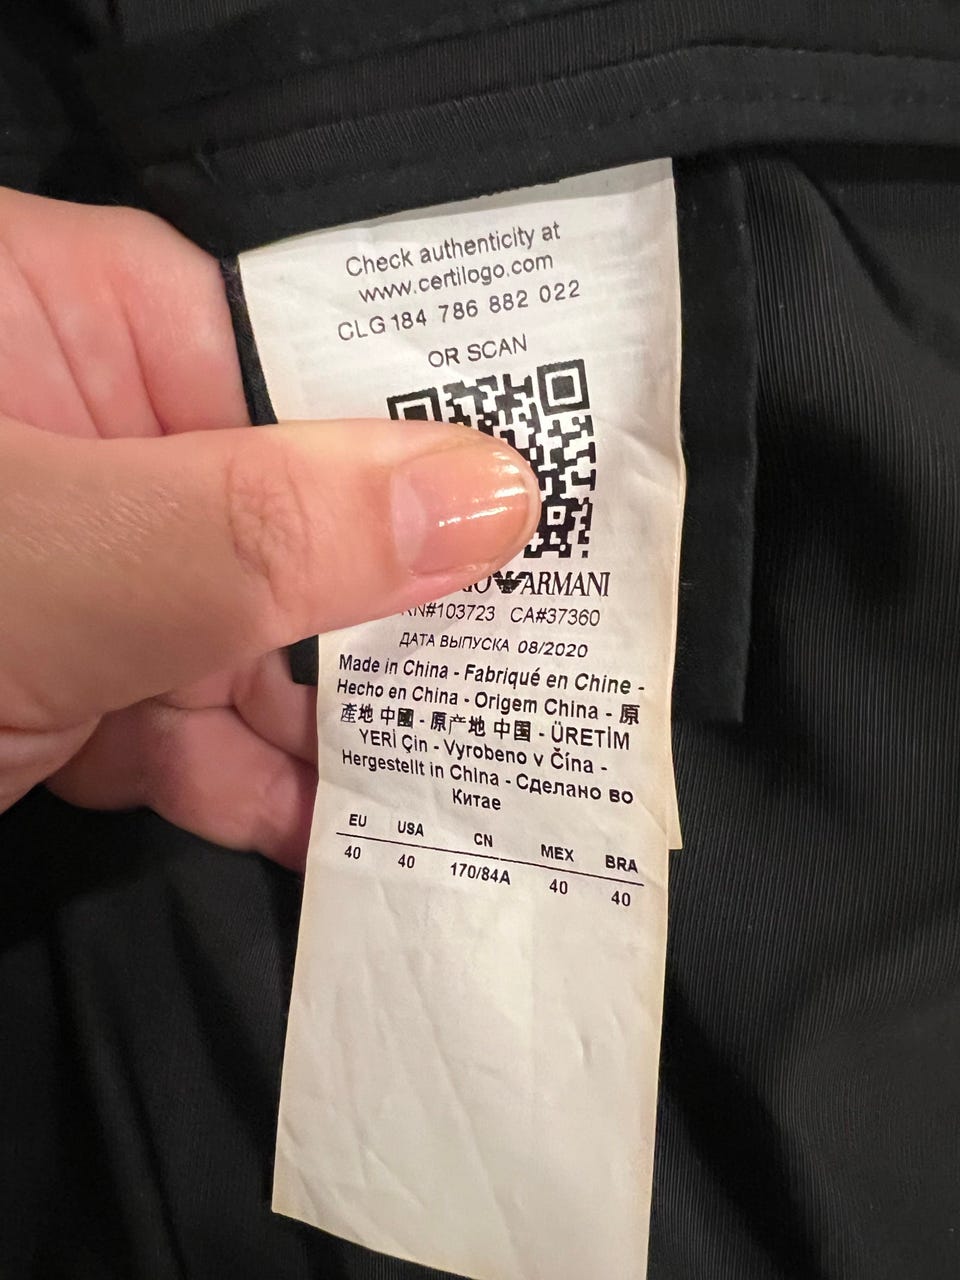 Check authenticity at
www.certilogo.com
CLG 184 786 882 022
OR SCAN
ARMANI
RN#103723 CA#37360
ДАТА ВЫПУСКА 08/2020
Made in China - Fabriqué en Chine -
Hecho en China - Origem China - 原
產地 中國 - 原产地 中国 - ÜRETİM
YERİ Çin - Vyrobeno v Čína -
Hergestellt in China - Сделано во
Китае
EU USA CN MEX BRA
40 40 170/84A 40 40